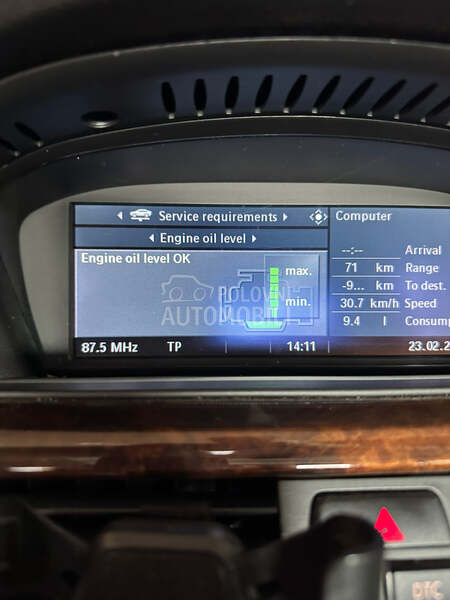 Service requirements
Engine oil level
Engine oil level OK
max.
min.
POLOVNI
AUTOMOBILI
87.5 MHz TP 14:11
Computer
--:-- Arrival
71 km Range
-9... km To dest.
30.7 km/h Speed
9.4 l Consump
23.02.2
DTC